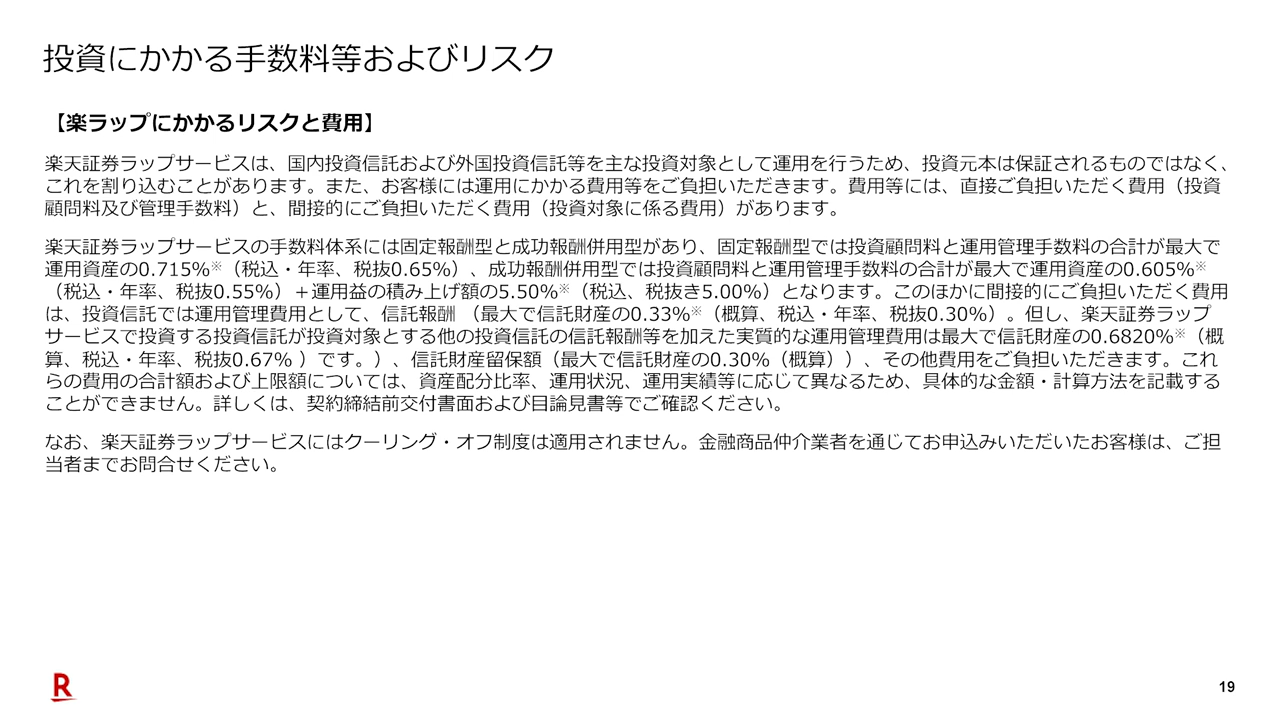 投資にかかる手数料等およびリスク
【楽ラップにかかるリスクと費用】
楽天証券ラップサービスは、国内投資信託および外国投資信託等を主な投資対象として運用を行うため、投資元本は保証されるものではなく、
これを割り込むことがあります。また、お客様には運用にかかる費用等をご負担いただきます。費用等には、直接ご負担いただく費用（投資
顧問料及び管理手数料）と、間接的にご負担いただく費用（投資対象に係る費用）があります。
楽天証券ラップサービスの手数料体系には固定報酬型と成功報酬併用型があり、固定報酬型では投資顧問料と運用管理手数料の合計が最大で
運用資産の0.715%※（税込・年率、税抜0.65%）、成功報酬併用型では投資顧問料と運用管理手数料の合計が最大で運用資産の0.605%※
（税込・年率、税抜0.55%）＋運用益の積み上げ額の5.50%※（税込、税抜き5.00%）となります。このほかに間接的にご負担いただく費用
は、投資信託では運用管理費用として、信託報酬 （最大で信託財産の0.33%※（概算、税込・年率、税抜0.30%）。但し、楽天証券ラップ
サービスで投資する投資信託が投資対象とする他の投資信託の信託報酬等を加えた実質的な運用管理費用は最大で信託財産の0.6820%※（概
算、税込・年率、税抜0.67% ）です。）、信託財産留保額（最大で信託財産の0.30%（概算））、その他費用をご負担いただきます。これ
らの費用の合計額および上限額については、資産配分比率、運用状況、運用実績等に応じて異なるため、具体的な金額・計算方法を記載する
ことができません。詳しくは、契約締結前交付書面および目論見書等でご確認ください。
なお、楽天証券ラップサービスにはクーリング・オフ制度は適用されません。金融商品仲介業者を通じてお申込みいただいたお客様は、ご担
当者までお問合せください。
R
19